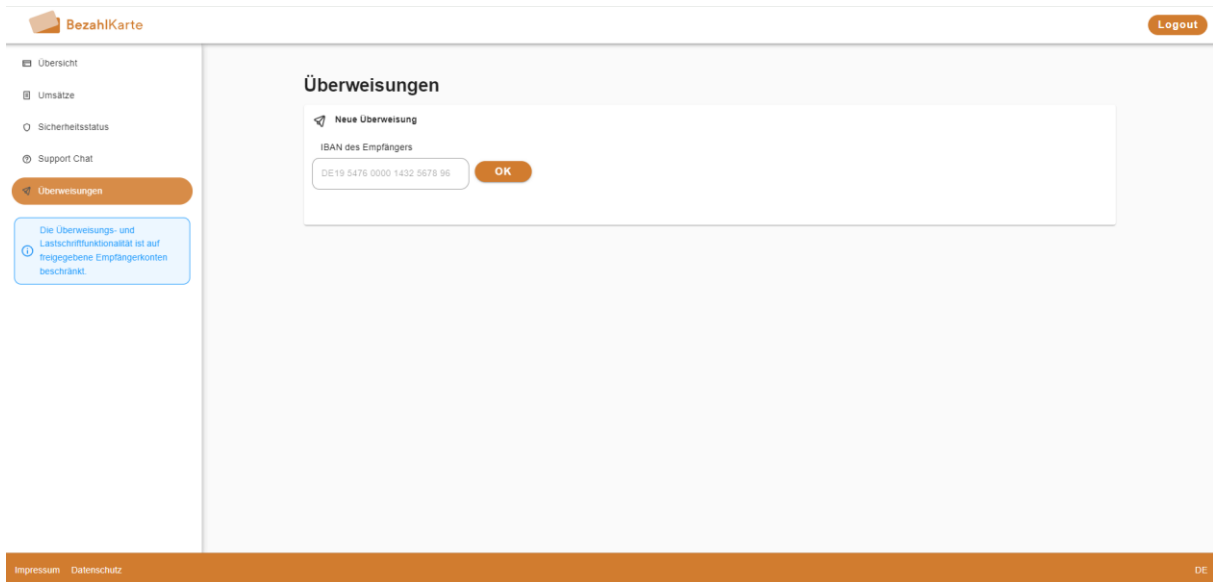 BezahlKarte
Logout
Übersicht
Umsätze
Sicherheitsstatus
Support Chat
Überweisungen
Die Überweisungs- und
Lastschriftfunktionalität ist auf
freigegebene Empfängerkonten
beschränkt.
Überweisungen
Neue Überweisung
IBAN des Empfängers
DE19 5476 0000 1432 5678 96
OK
Impressum Datenschutz
DE